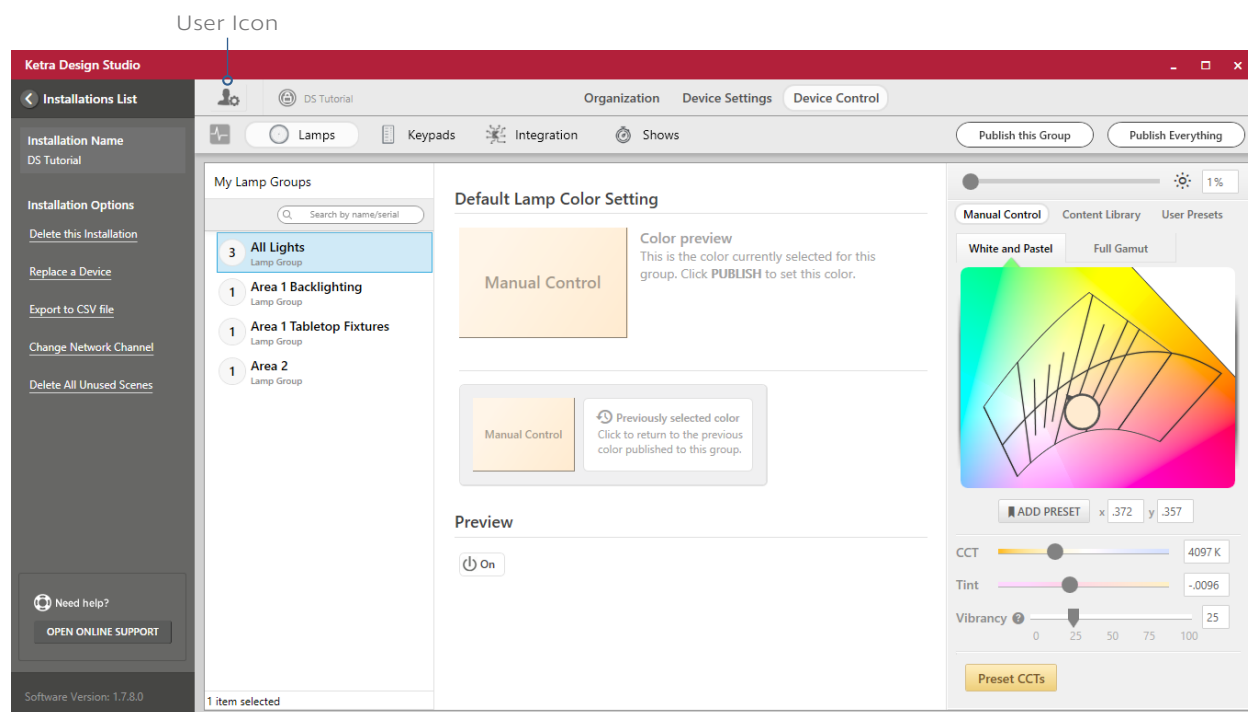 User Icon
Ketra Design Studio
Installations List
DS Tutorial
Organization Device Settings Device Control
Installation Name
DS Tutorial
Lamps Keypads Integration Shows
Publish this Group Publish Everything
Installation Options
Delete this Installation
Replace a Device
Export to CSV file
Change Network Channel
Delete All Unused Scenes
Need help?
OPEN ONLINE SUPPORT
Software Version: 1.7.8.0
My Lamp Groups
Search by name/serial
3 All Lights
Lamp Group
1 Area 1 Backlighting
Lamp Group
1 Area 1 Tabletop Fixtures
Lamp Group
1 Area 2
Lamp Group
1 item selected
Default Lamp Color Setting
Manual Control
Color preview
This is the color currently selected for this
group. Click PUBLISH to set this color.
Manual Control
Previously selected color
Click to return to the previous
color published to this group.
Preview
On
1%
Manual Control Content Library User Presets
White and Pastel Full Gamut
ADD PRESET x .372 y .357
CCT 4097 K
Tint -.0096
Vibrancy ? 25
0 25 50 75 100
Preset CCTs